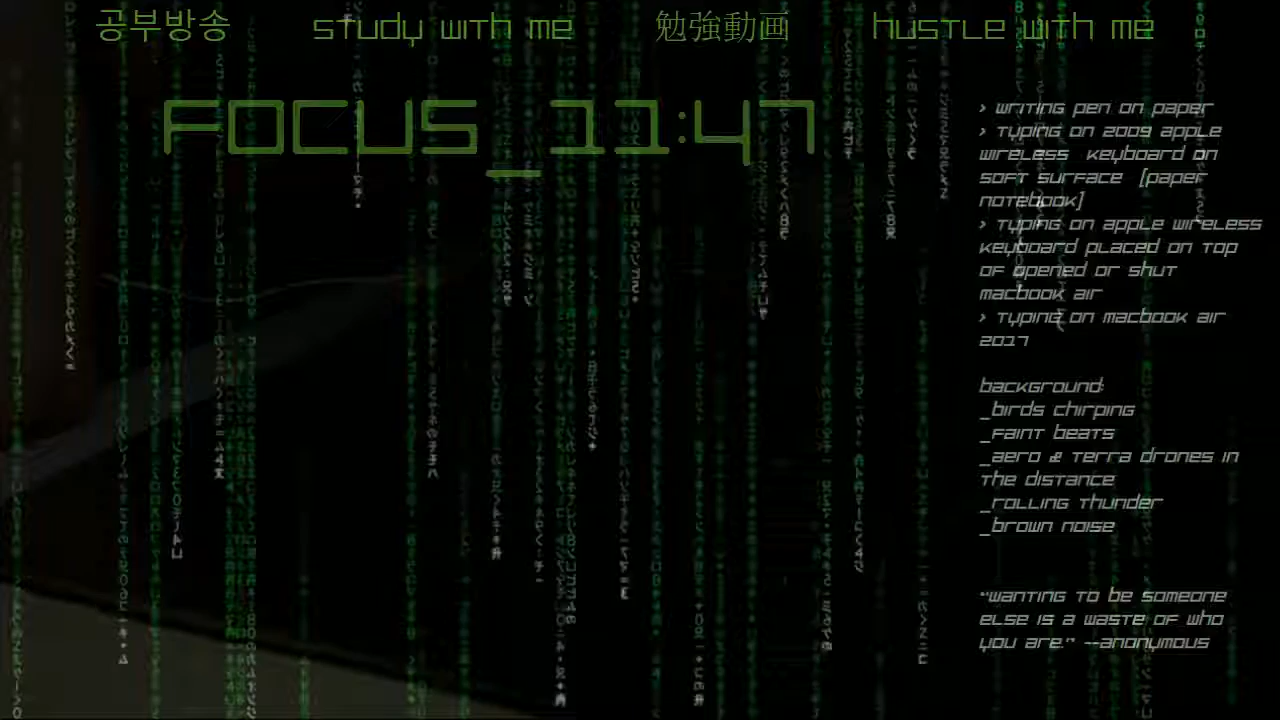 공부방송 study with me 勉強動画 hustle with me
FOCUS_11:47
> writing pen on paper
> typing on 2009 apple
wireless keyboard on
soft surface [paper
notebook]
> typing on apple wireless
keyboard placed on top
of opened or shut
macbook air
> typing on macbook air
2017
background:
_birds chirping
_faint beats
_aero & terra drones in
the distance
_rolling thunder
_brown noise
"wanting to be someone
else is a waste of who
you are." --anonymous